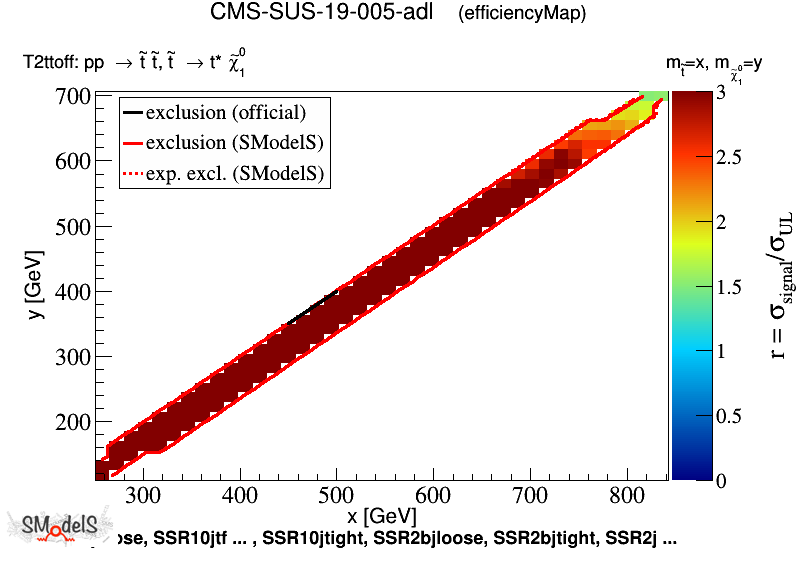 CMS-SUS-19-005-adl (efficiencyMap)
T2ttoff: pp → t̃ t̃, t̃ → t* χ̃⁰₁
m_t̃=x, m_χ̃⁰₁=y
exclusion (official)
exclusion (SModelS)
exp. excl. (SModelS)
700
600
500
400
300
200
y [GeV]
300 400 500 600 700 800
x [GeV]
3
2.5
2
1.5
1
0.5
0
r = σ_signal/σ_UL
SModelS
ose, SSR10jtf ... , SSR10jtight, SSR2bjloose, SSR2bjtight, SSR2j ...